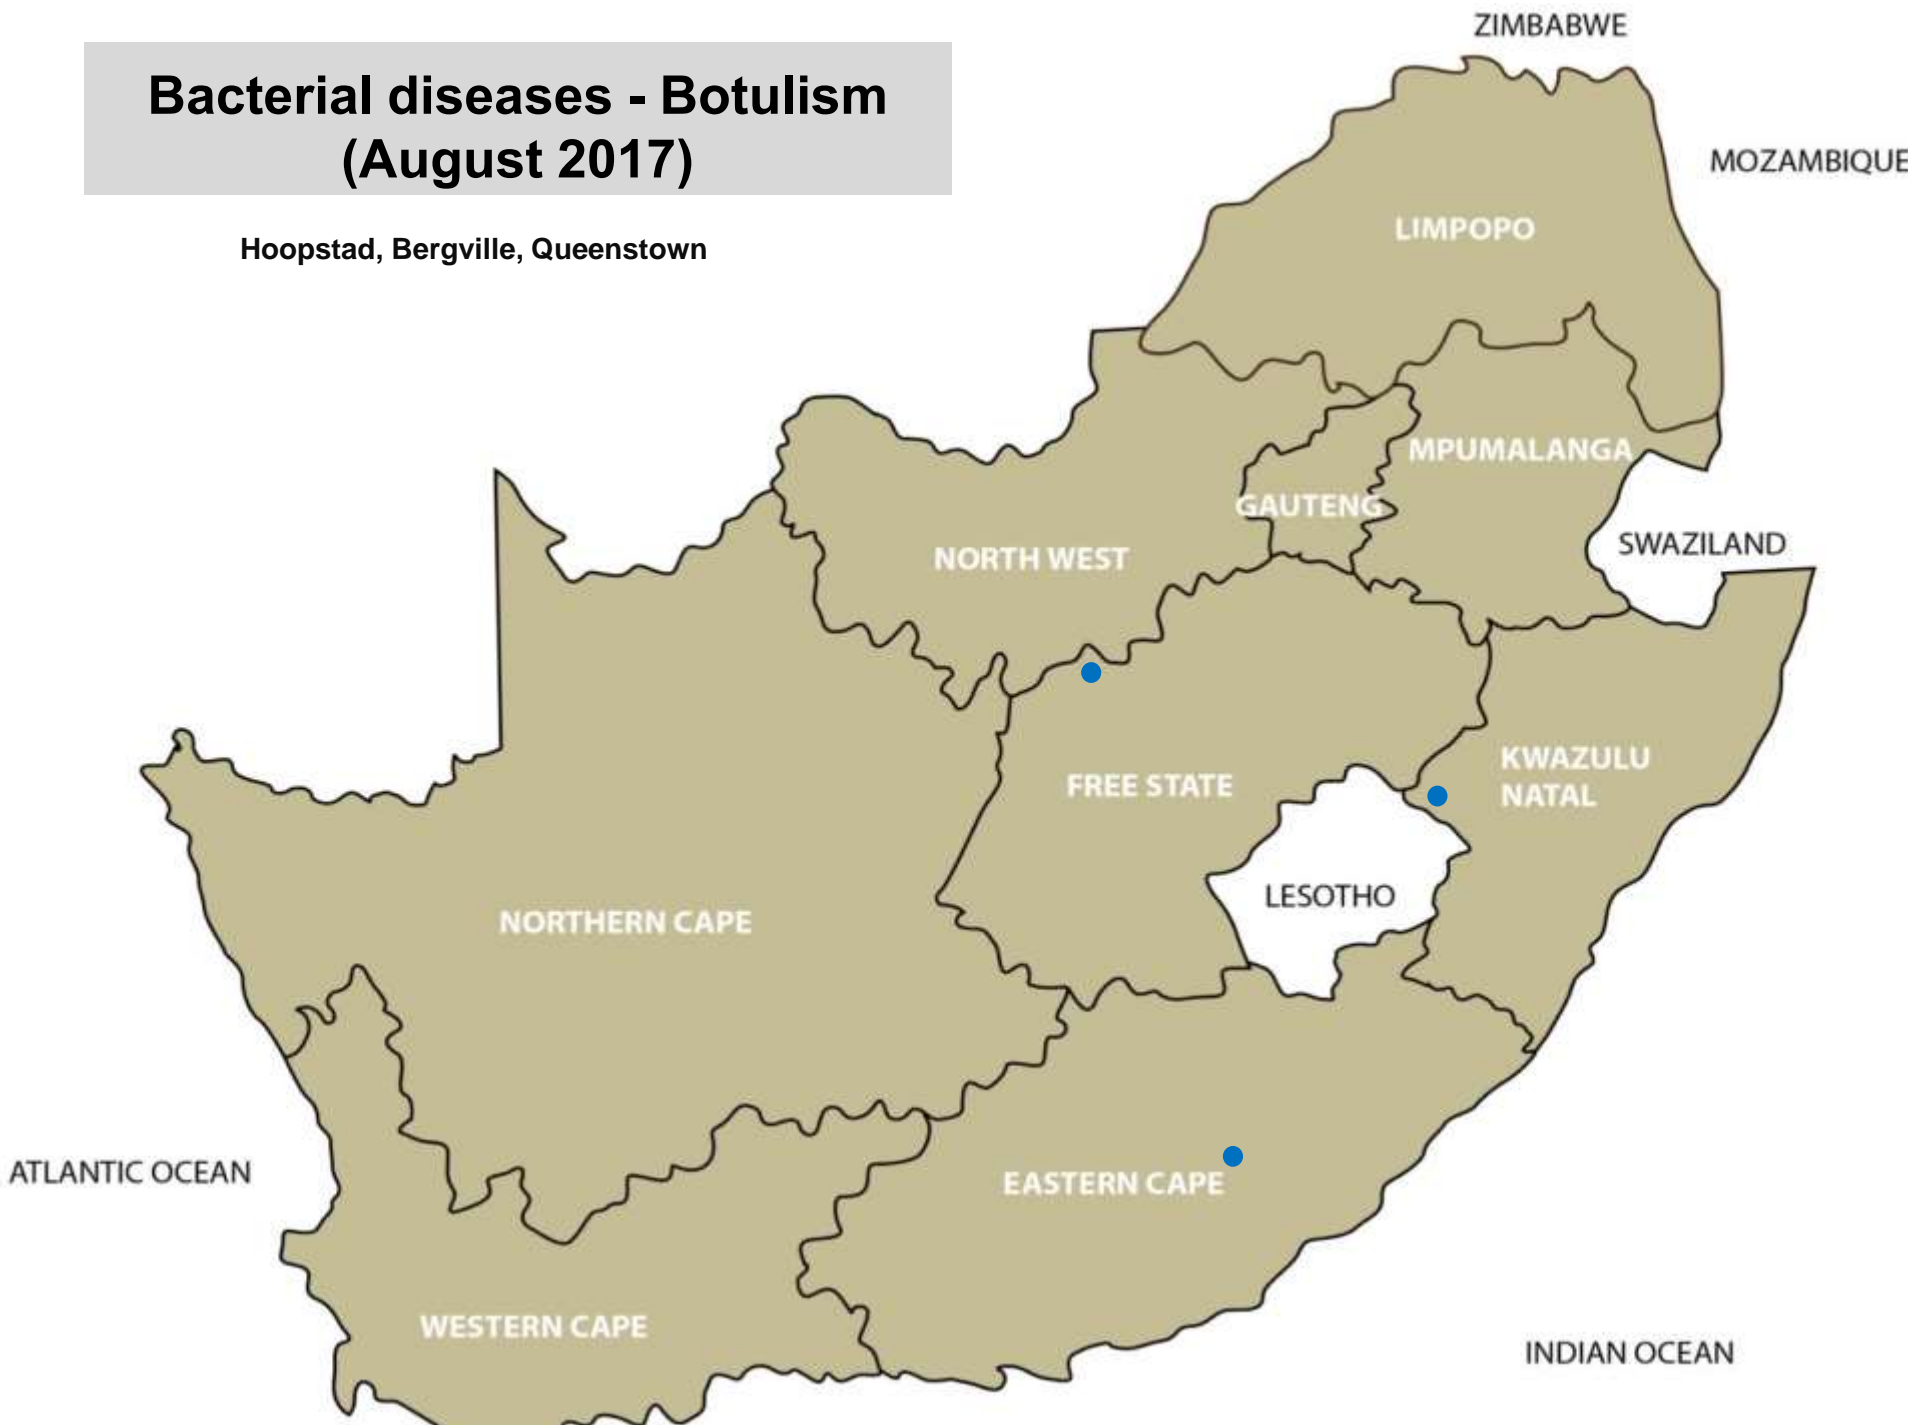 ZIMBABWE
Bacterial diseases - Botulism
(August 2017)
MOZAMBIQUE
Hoopstad, Bergville, Queenstown
LIMPOPO
MPUMALANGA
GAUTENG
NORTH WEST
SWAZILAND
KWAZULU
NATAL
FREE STATE
LESOTHO
NORTHERN CAPE
ATLANTIC OCEAN
EASTERN CAPE
WESTERN CAPE
INDIAN OCEAN